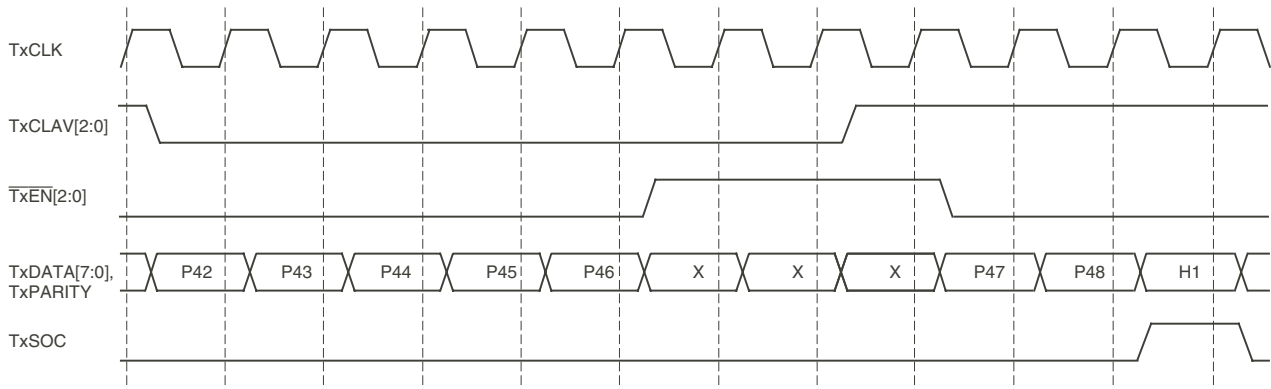 TxCLK
TxCLAV[2:0]
TxEN[2:0]
TxDATA[7:0],
TxPARITY
P42 P43 P44 P45 P46 X X X P47 P48 H1
TxSOC